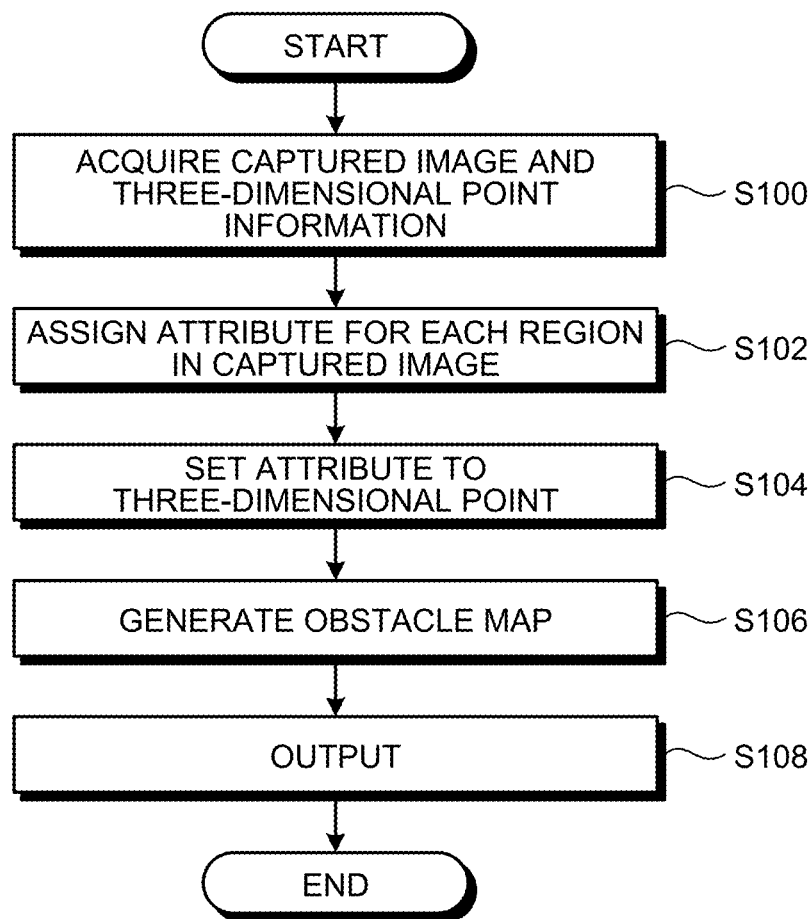 START
ACQUIRE CAPTURED IMAGE AND
THREE-DIMENSIONAL POINT
INFORMATION
S100
ASSIGN ATTRIBUTE FOR EACH REGION
IN CAPTURED IMAGE
S102
SET ATTRIBUTE TO
THREE-DIMENSIONAL POINT
S104
GENERATE OBSTACLE MAP
S106
OUTPUT
S108
END